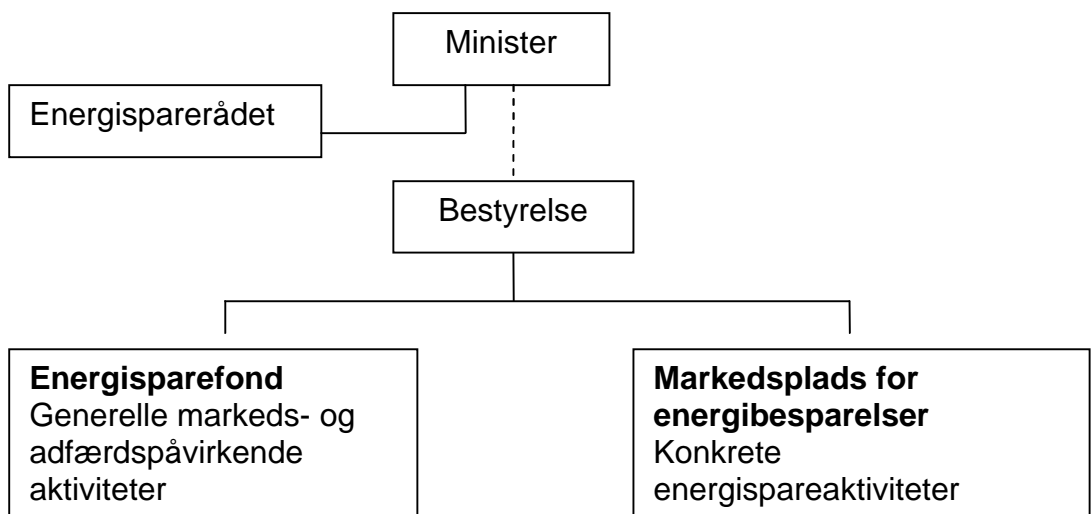 Minister
Energisparerådet
Bestyrelse
Energisparefond
Generelle markeds- og
adfærdspåvirkende
aktiviteter
Markedsplads for
energibesparelser
Konkrete
energispareaktiviteter